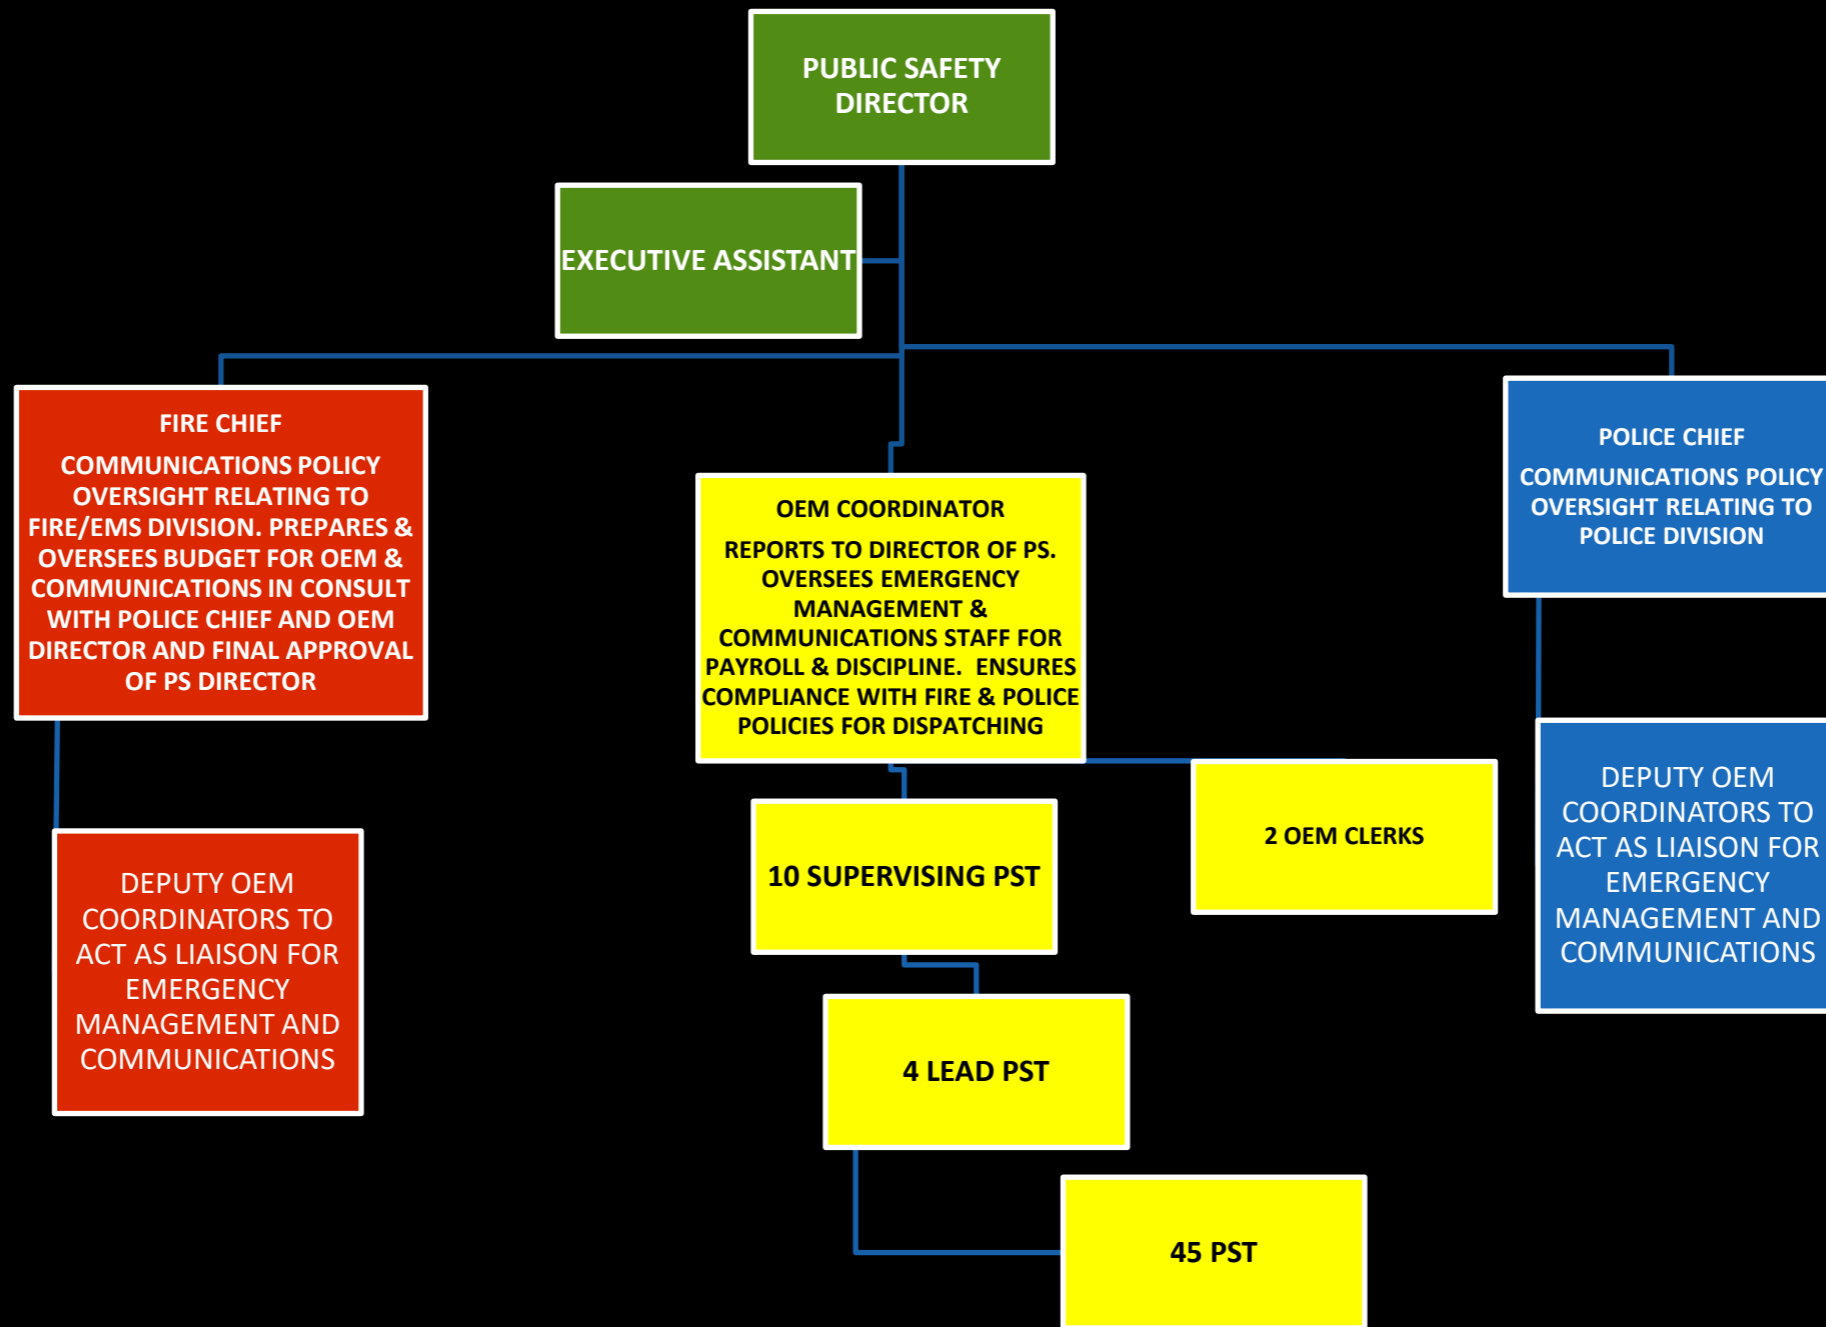 PUBLIC SAFETY
DIRECTOR
EXECUTIVE ASSISTANT
FIRE CHIEF
COMMUNICATIONS POLICY
OVERSIGHT RELATING TO
FIRE/EMS DIVISION. PREPARES &
OVERSEES BUDGET FOR OEM &
COMMUNICATIONS IN CONSULT
WITH POLICE CHIEF AND OEM
DIRECTOR AND FINAL APPROVAL
OF PS DIRECTOR
OEM COORDINATOR
REPORTS TO DIRECTOR OF PS.
OVERSEES EMERGENCY
MANAGEMENT &
COMMUNICATIONS STAFF FOR
PAYROLL & DISCIPLINE.  ENSURES
COMPLIANCE WITH FIRE & POLICE
POLICIES FOR DISPATCHING
POLICE CHIEF
COMMUNICATIONS POLICY
OVERSIGHT RELATING TO
POLICE DIVISION
DEPUTY OEM
COORDINATORS TO
ACT AS LIAISON FOR
EMERGENCY
MANAGEMENT AND
COMMUNICATIONS
10 SUPERVISING PST
2 OEM CLERKS
DEPUTY OEM
COORDINATORS TO
ACT AS LIAISON FOR
EMERGENCY
MANAGEMENT AND
COMMUNICATIONS
4 LEAD PST
45 PST